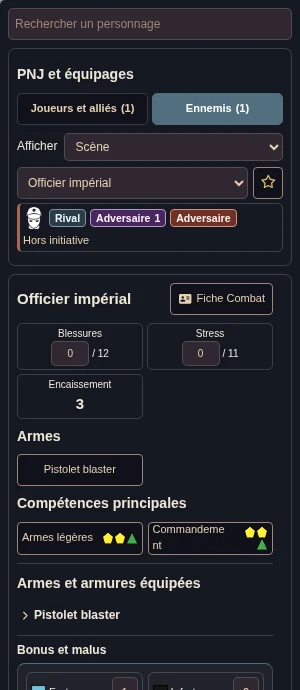 Rechercher un personnage
PNJ et équipages
Joueurs et alliés (1)
Ennemis (1)
Afficher
Scène
Officier impérial
Rival
Adversaire 1
Adversaire
Hors initiative
Officier impérial
Fiche Combat
Blessures
0 / 12
Stress
0 / 11
Encaissement
3
Armes
Pistolet blaster
Compétences principales
Armes légères
Commandeme
nt
Armes et armures équipées
Pistolet blaster
Bonus et malus